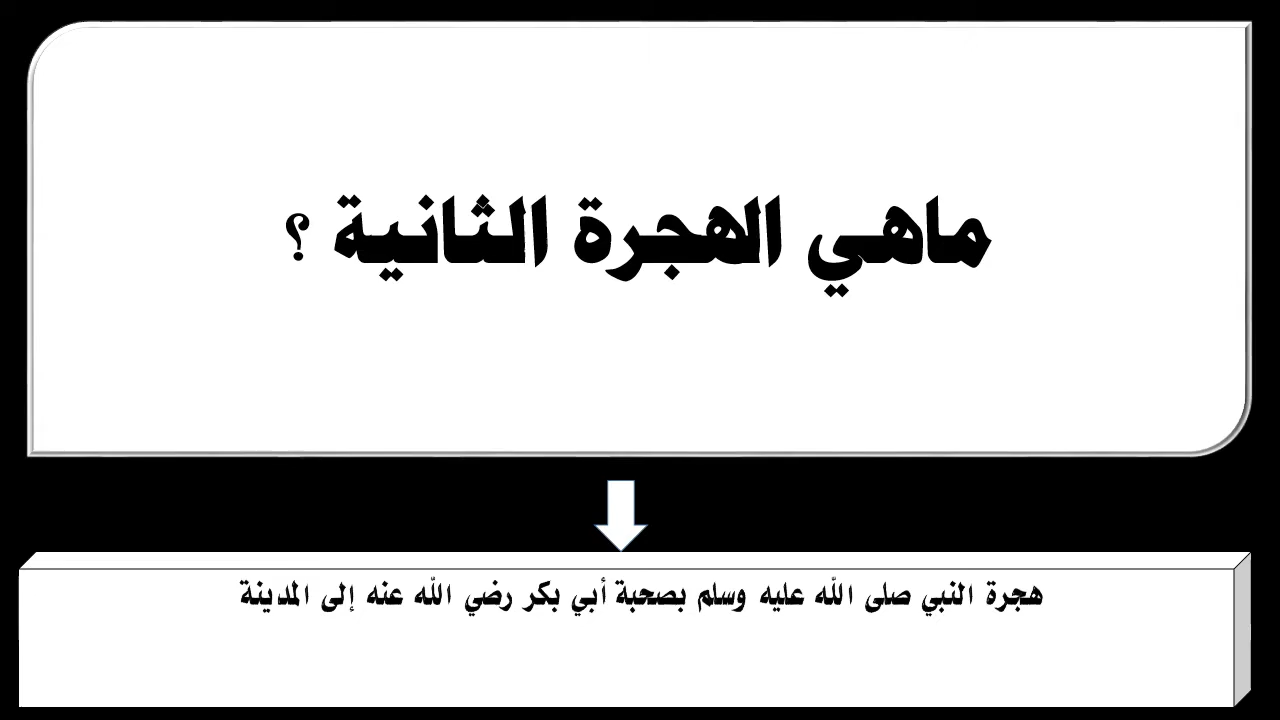 ماهي الهجرة الثانية ؟
هجرة النبي صلى الله عليه وسلم بصحبة أبي بكر رضي الله عنه إلى المدينة